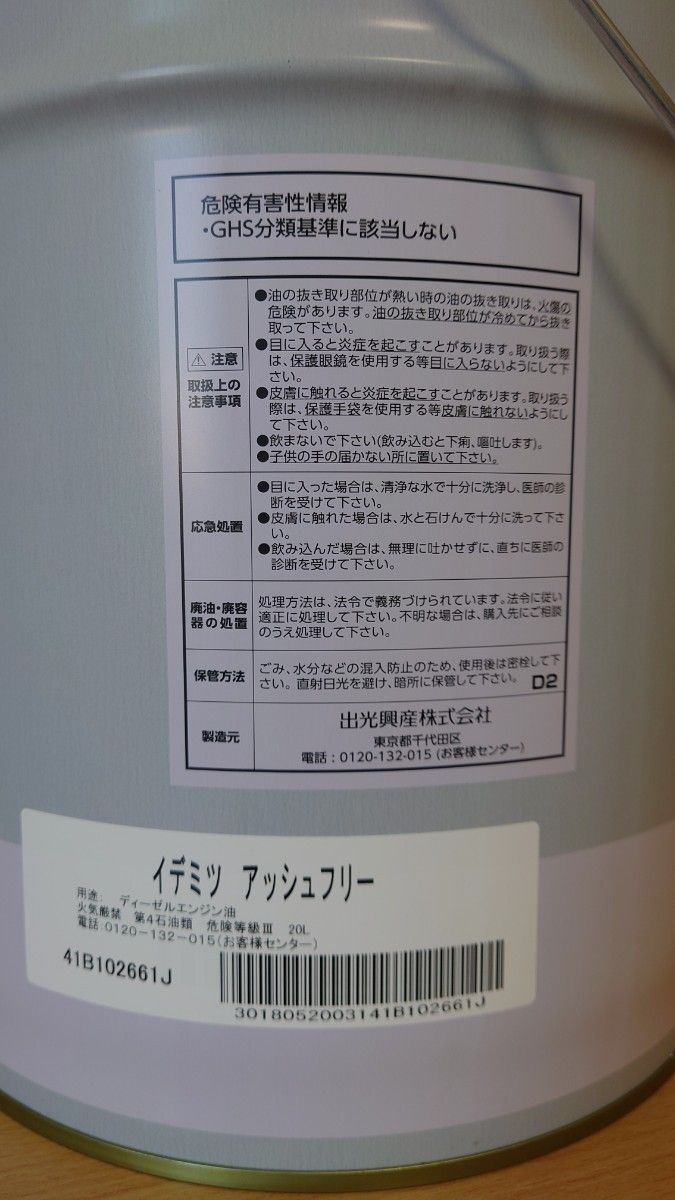 危険有害性情報
・GHS分類基準に該当しない
⚠ 注意
取扱上の
注意事項
●油の抜き取り部位が熱い時の油の抜き取りは、火傷の
危険があります。油の抜き取り部位が冷めてから抜き
取って下さい。
●目に入ると炎症を起こすことがあります。取り扱う際
は、保護眼鏡を使用する等目に入らないようにして下
さい。
●皮膚に触れると炎症を起こすことがあります。取り扱う
際は、保護手袋を使用する等皮膚に触れないようにし
て下さい。
●飲まないで下さい(飲み込むと下痢、嘔吐します)。
●子供の手の届かない所に置いて下さい。
応急処置
●目に入った場合は、清浄な水で十分に洗浄し、医師の診
断を受けて下さい。
●皮膚に触れた場合は、水と石けんで十分に洗って下さ
い。
●飲み込んだ場合は、無理に吐かせずに、直ちに医師の
診断を受けて下さい。
廃油・廃容
器の処置
処理方法は、法令で義務づけられています。法令に従い
適正に処理して下さい。不明な場合は、購入先にご相談
のうえ処理して下さい。
保管方法
ごみ、水分などの混入防止のため、使用後は密栓して下
さい。直射日光を避け、暗所に保管して下さい。 D2
製造元
出光興産株式会社
東京都千代田区
電話：0120-132-015 (お客様センター)
イデミツ アッシュフリー
用途: ディーゼルエンジン油
火気厳禁 第4石油類 危険等級Ⅲ 20L
電話:0120-132-015(お客様センター)
41B102661J
3018052003141B102661J